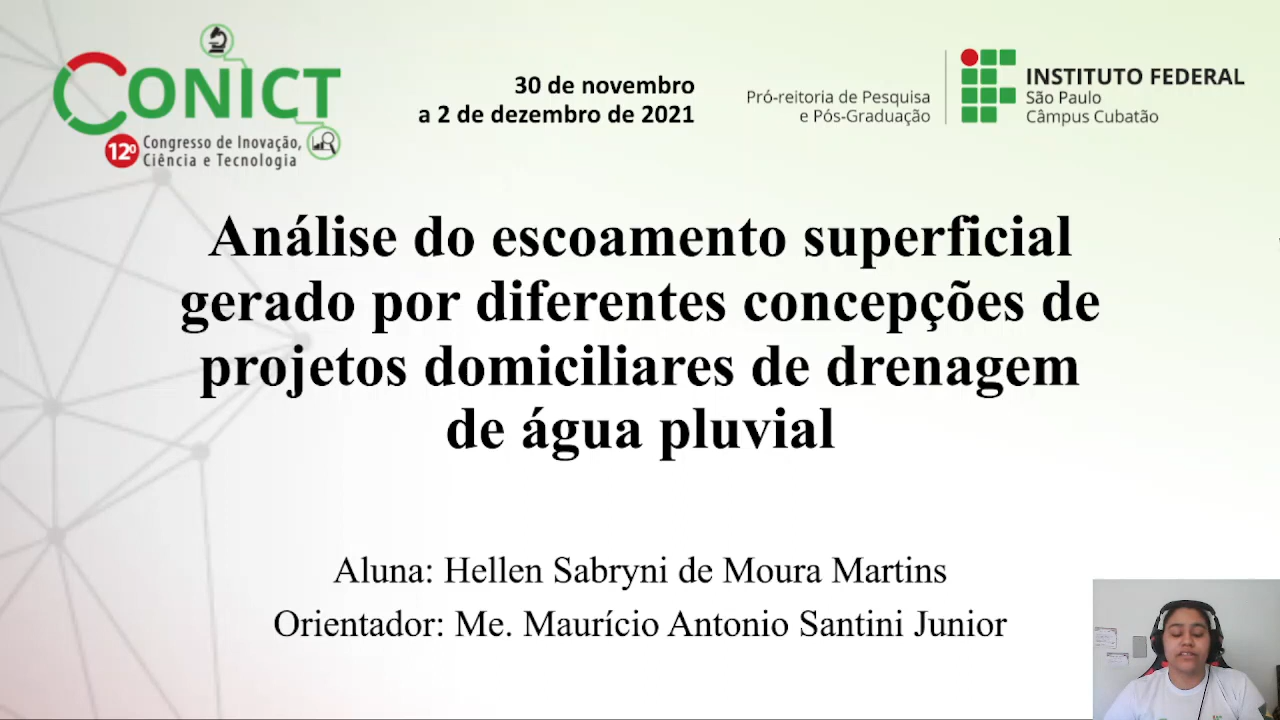 CONICT
12º
Congresso de Inovação,
Ciência e Tecnologia
30 de novembro
a 2 de dezembro de 2021
Pró-reitoria de Pesquisa
e Pós-Graduação
INSTITUTO FEDERAL
São Paulo
Câmpus Cubatão
Análise do escoamento superficial
gerado por diferentes concepções de
projetos domiciliares de drenagem
de água pluvial
Aluna: Hellen Sabryni de Moura Martins
Orientador: Me. Maurício Antonio Santini Junior